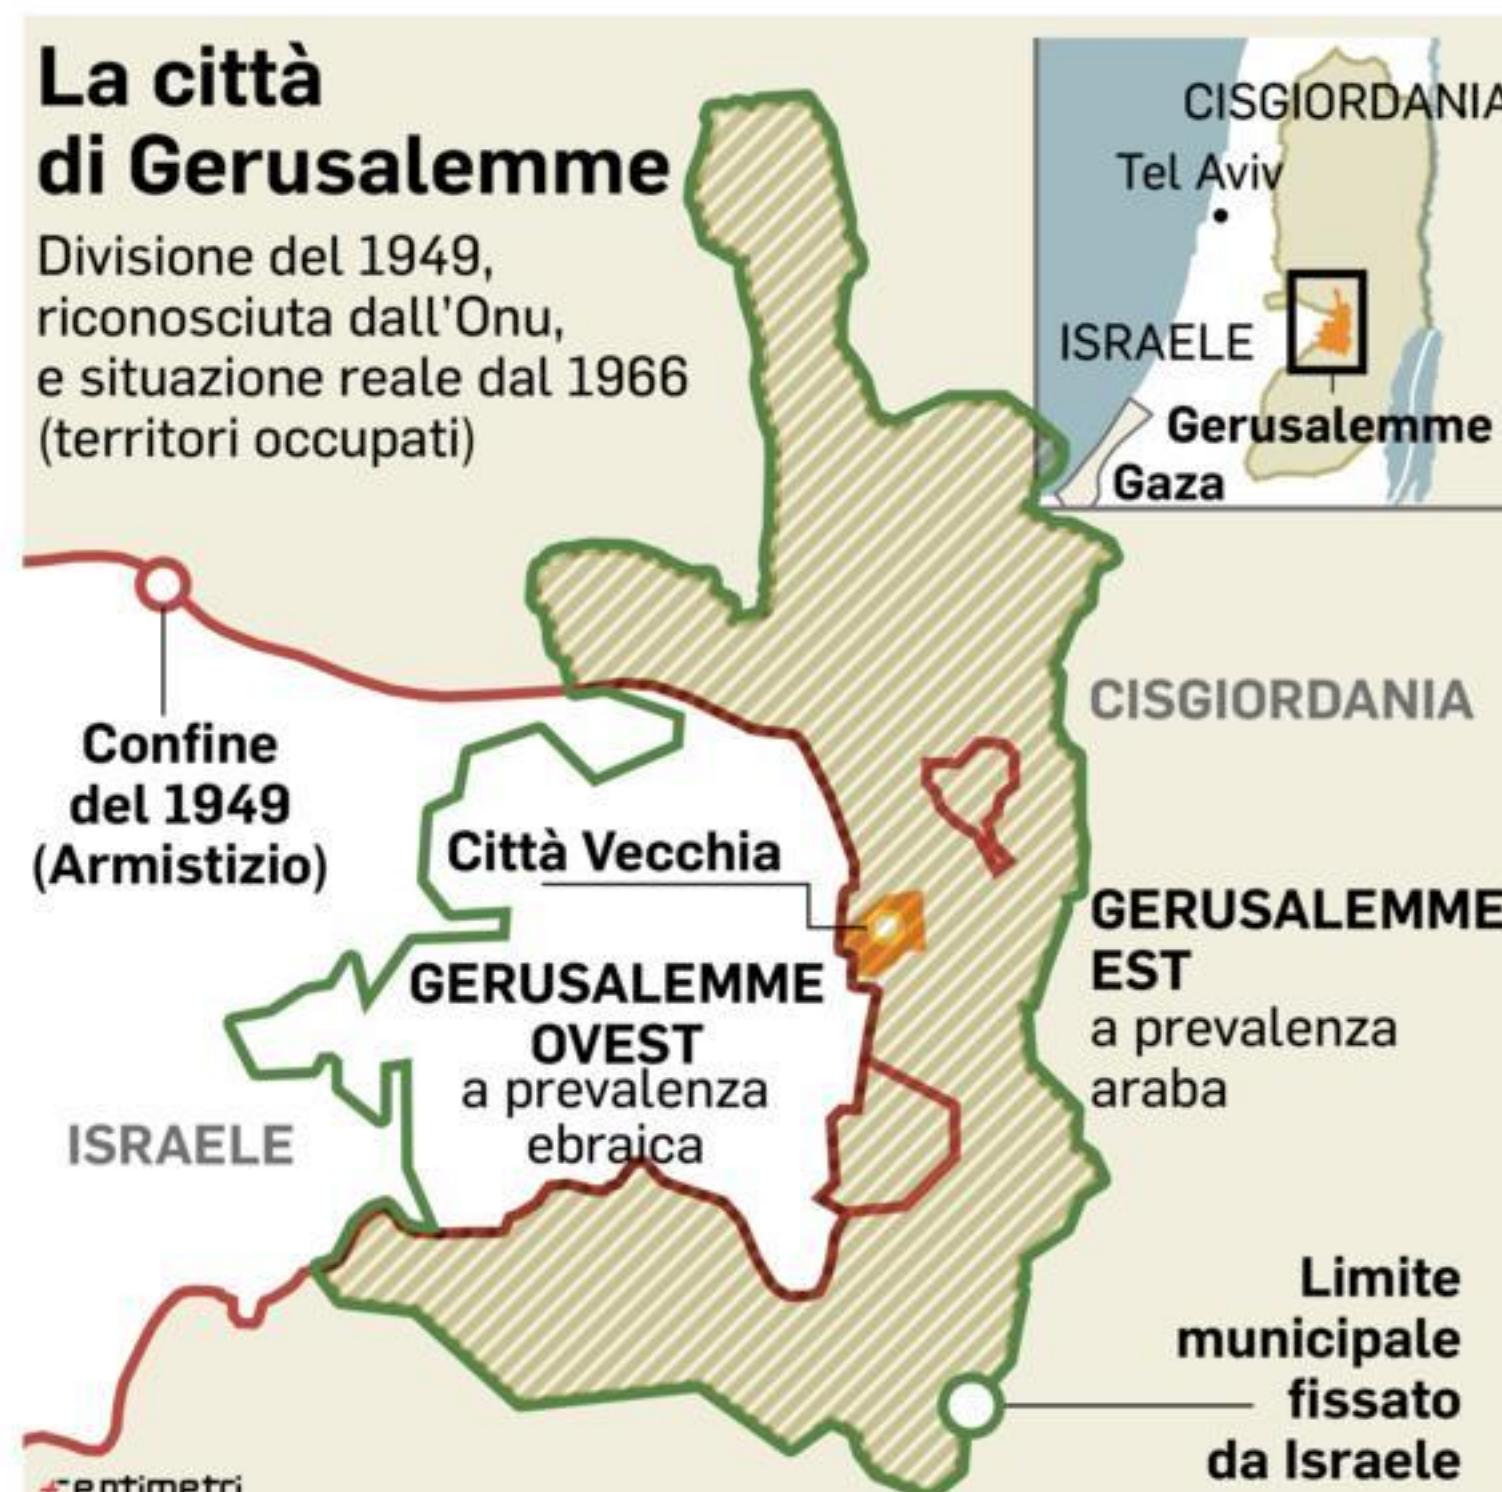 La città
di Gerusalemme
Divisione del 1949,
riconosciuta dall'Onu,
e situazione reale dal 1966
(territori occupati)
CISGIORDANIA
Tel Aviv
ISRAELE
Gerusalemme
Gaza
Confine
del 1949
(Armistizio)
CISGIORDANIA
Città Vecchia
GERUSALEMME
OVEST
a prevalenza
ebraica
GERUSALEMME
EST
a prevalenza
araba
ISRAELE
Limite
municipale
fissato
da Israele
centimetri